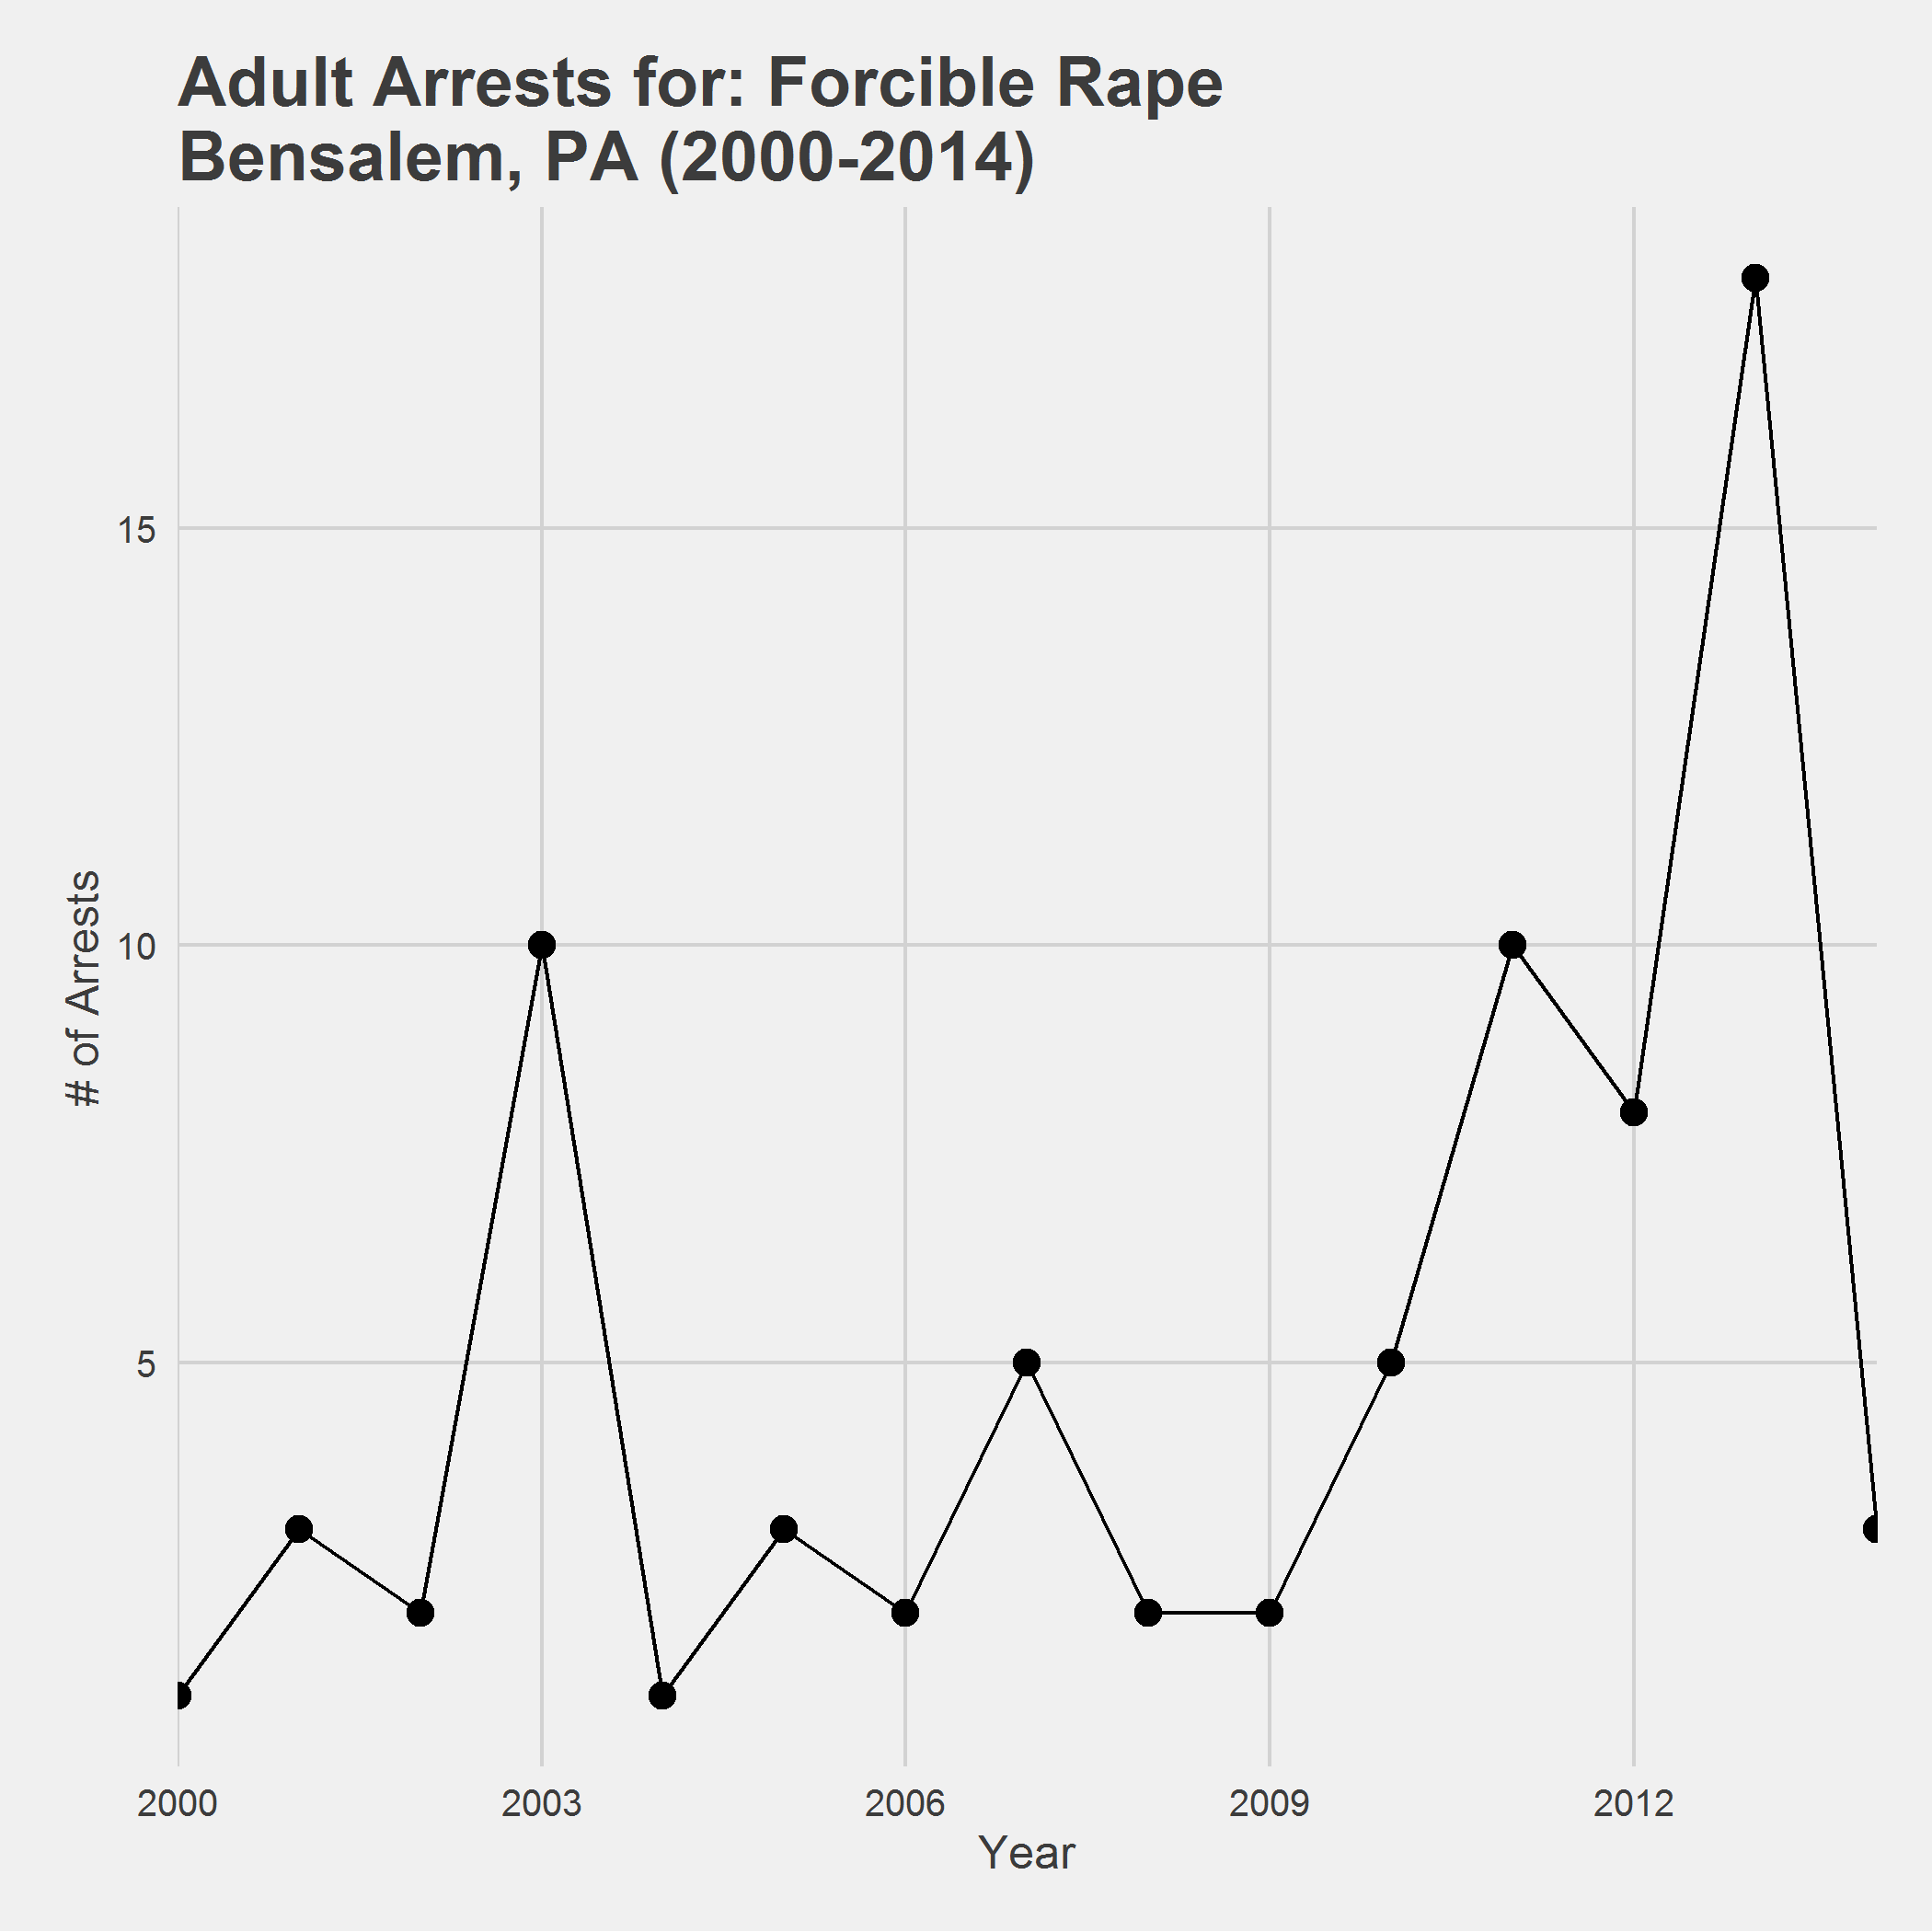 Adult Arrests for: Forcible Rape
Bensalem, PA (2000-2014)
15
10
5
# of Arrests
2000 2003 2006 2009 2012
Year